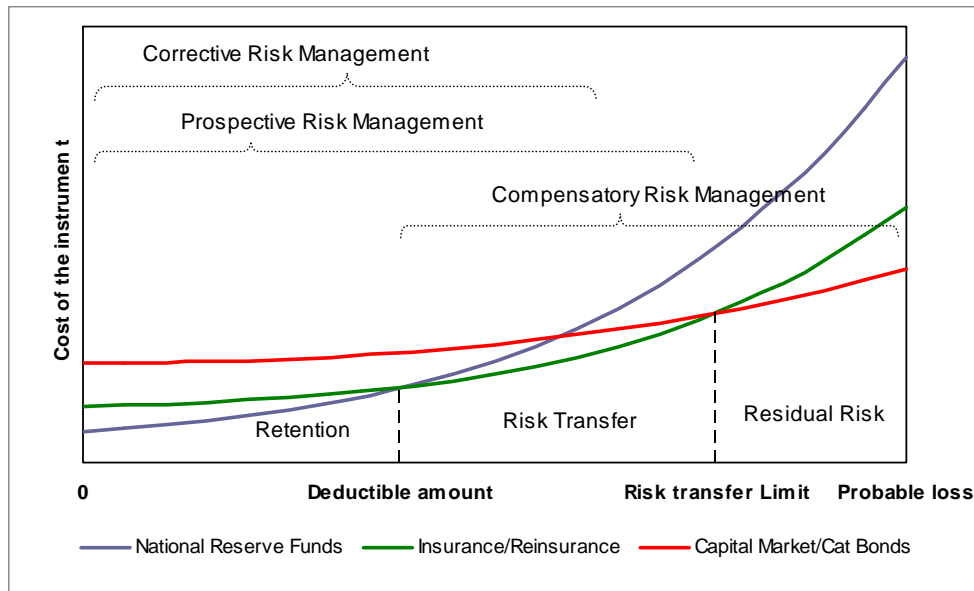 Corrective Risk Management
Prospective Risk Management
Compensatory Risk Management
Cost of the instrument
Retention
Risk Transfer
Residual Risk
0
Deductible amount
Risk transfer Limit
Probable loss
National Reserve Funds
Insurance/Reinsurance
Capital Market/Cat Bonds